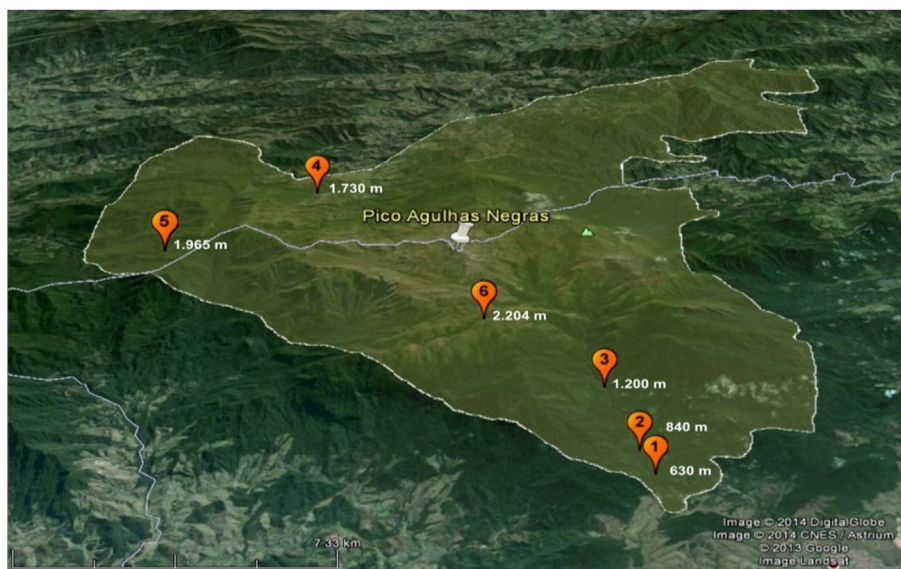 4
1.730 m
Pico Agulhas Negras
5
1.965 m
6
2.204 m
3
1.200 m
2
840 m
1
630 m
Image © 2014 DigitalGlobe
Image © 2014 CNES / Astrium
© 2013 Google
Image Landsat
7.33 km